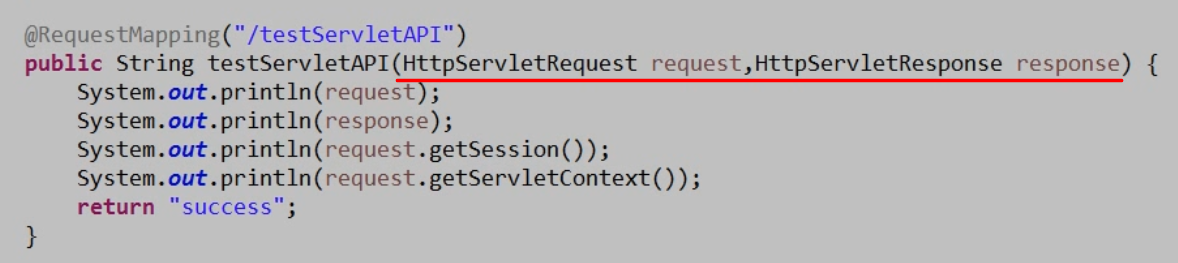 @RequestMapping("/testServletAPI")
public String testServletAPI(HttpServletRequest request,HttpServletResponse response) {
    System.out.println(request);
    System.out.println(response);
    System.out.println(request.getSession());
    System.out.println(request.getServletContext());
    return "success";
}